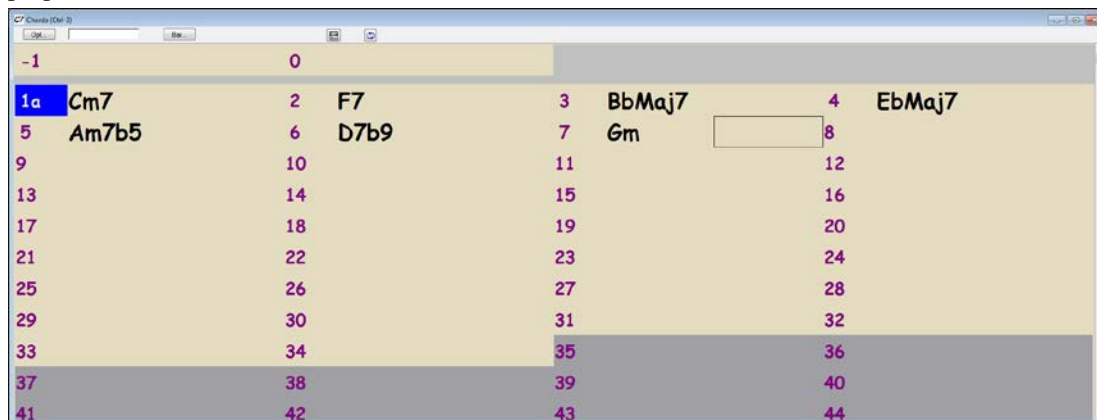 C7 Chords (Ctrl-3)
Opt... Bar...
-1 0
1a Cm7 2 F7 3 BbMaj7 4 EbMaj7
5 Am7b5 6 D7b9 7 Gm 8
9 10 11 12
13 14 15 16
17 18 19 20
21 22 23 24
25 26 27 28
29 30 31 32
33 34 35 36
37 38 39 40
41 42 43 44